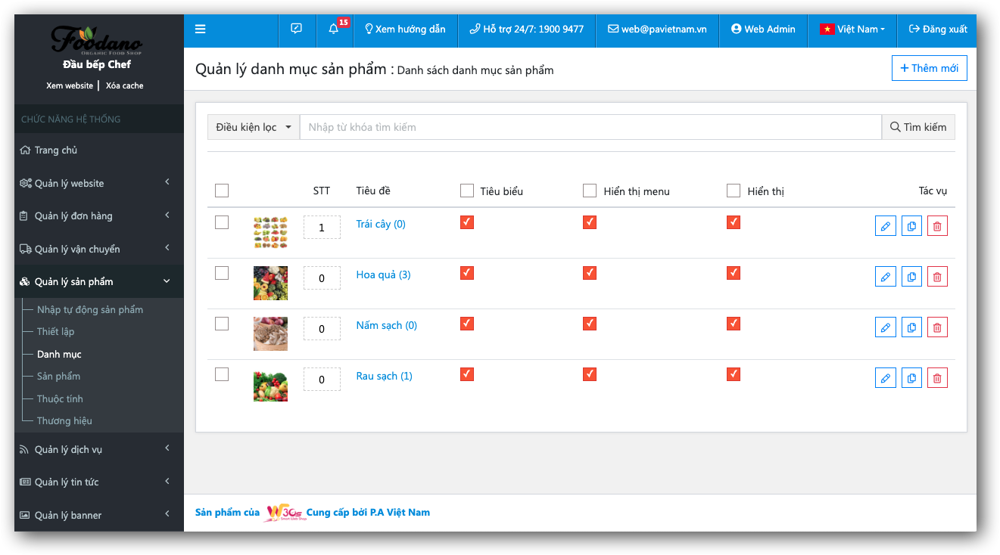 Foodano
ORGANIC FOOD SHOP
Đầu bếp Chef
Xem website | Xóa cache
CHỨC NĂNG HỆ THỐNG
Trang chủ
Quản lý website
Quản lý đơn hàng
Quản lý vận chuyển
Quản lý sản phẩm
Nhập tự động sản phẩm
Thiết lập
Danh mục
Sản phẩm
Thuộc tính
Thương hiệu
Quản lý dịch vụ
Quản lý tin tức
Quản lý banner
15 Xem hướng dẫn Hỗ trợ 24/7: 1900 9477 web@pavietnam.vn Web Admin Việt Nam Đăng xuất
Quản lý danh mục sản phẩm : Danh sách danh mục sản phẩm
+ Thêm mới
Điều kiện lọc Nhập từ khóa tìm kiếm Tìm kiếm
STT Tiêu đề Tiêu biểu Hiển thị menu Hiển thị Tác vụ
1 Trái cây (0)
0 Hoa quả (3)
0 Nấm sạch (0)
0 Rau sạch (1)
Sản phẩm của W3Gs Cung cấp bởi P.A Việt Nam